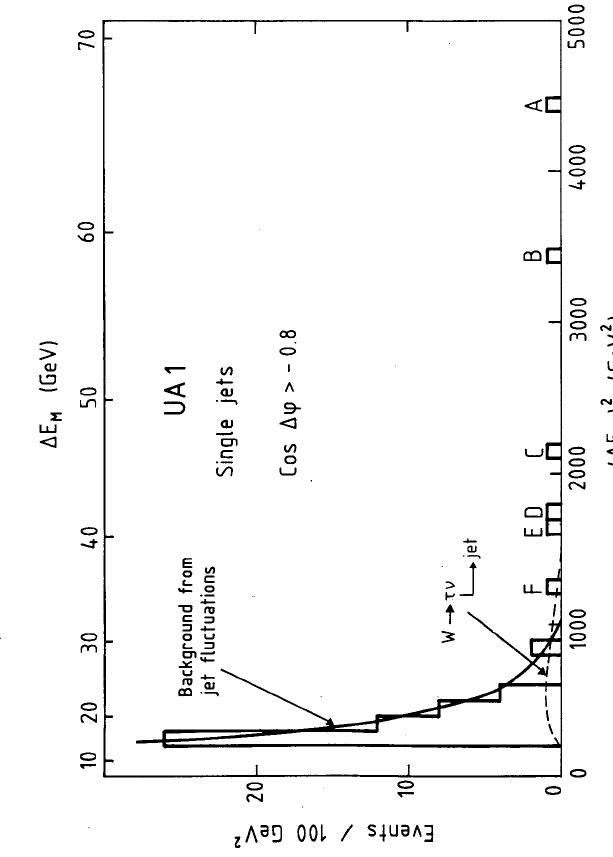 ΔE_M (GeV)
10 20 30 40 50 60 70
UA1
Single jets
Cos Δφ > - 0.8
Background from
jet fluctuations
W → τν
jet
F E D C B A
Events / 100 GeV²
20
10
0
0 1000 2000 3000 4000 5000